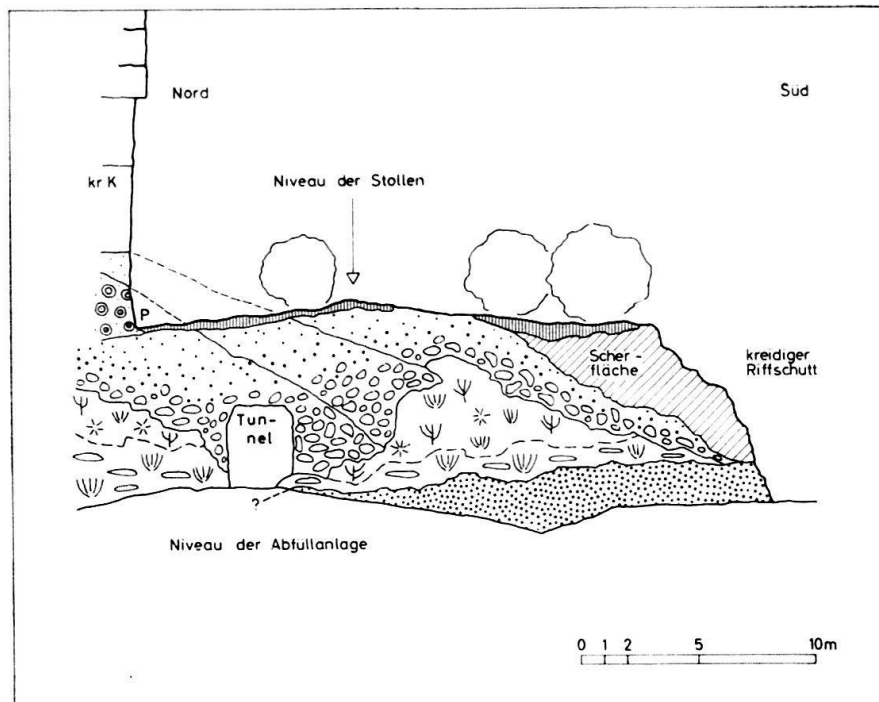 Nord
Süd
kr K
Niveau der Stollen
P
Scher-
fläche
kreidiger
Riffschutt
Tun-
nel
?
Niveau der Abfüllanlage
0 1 2 5 10m